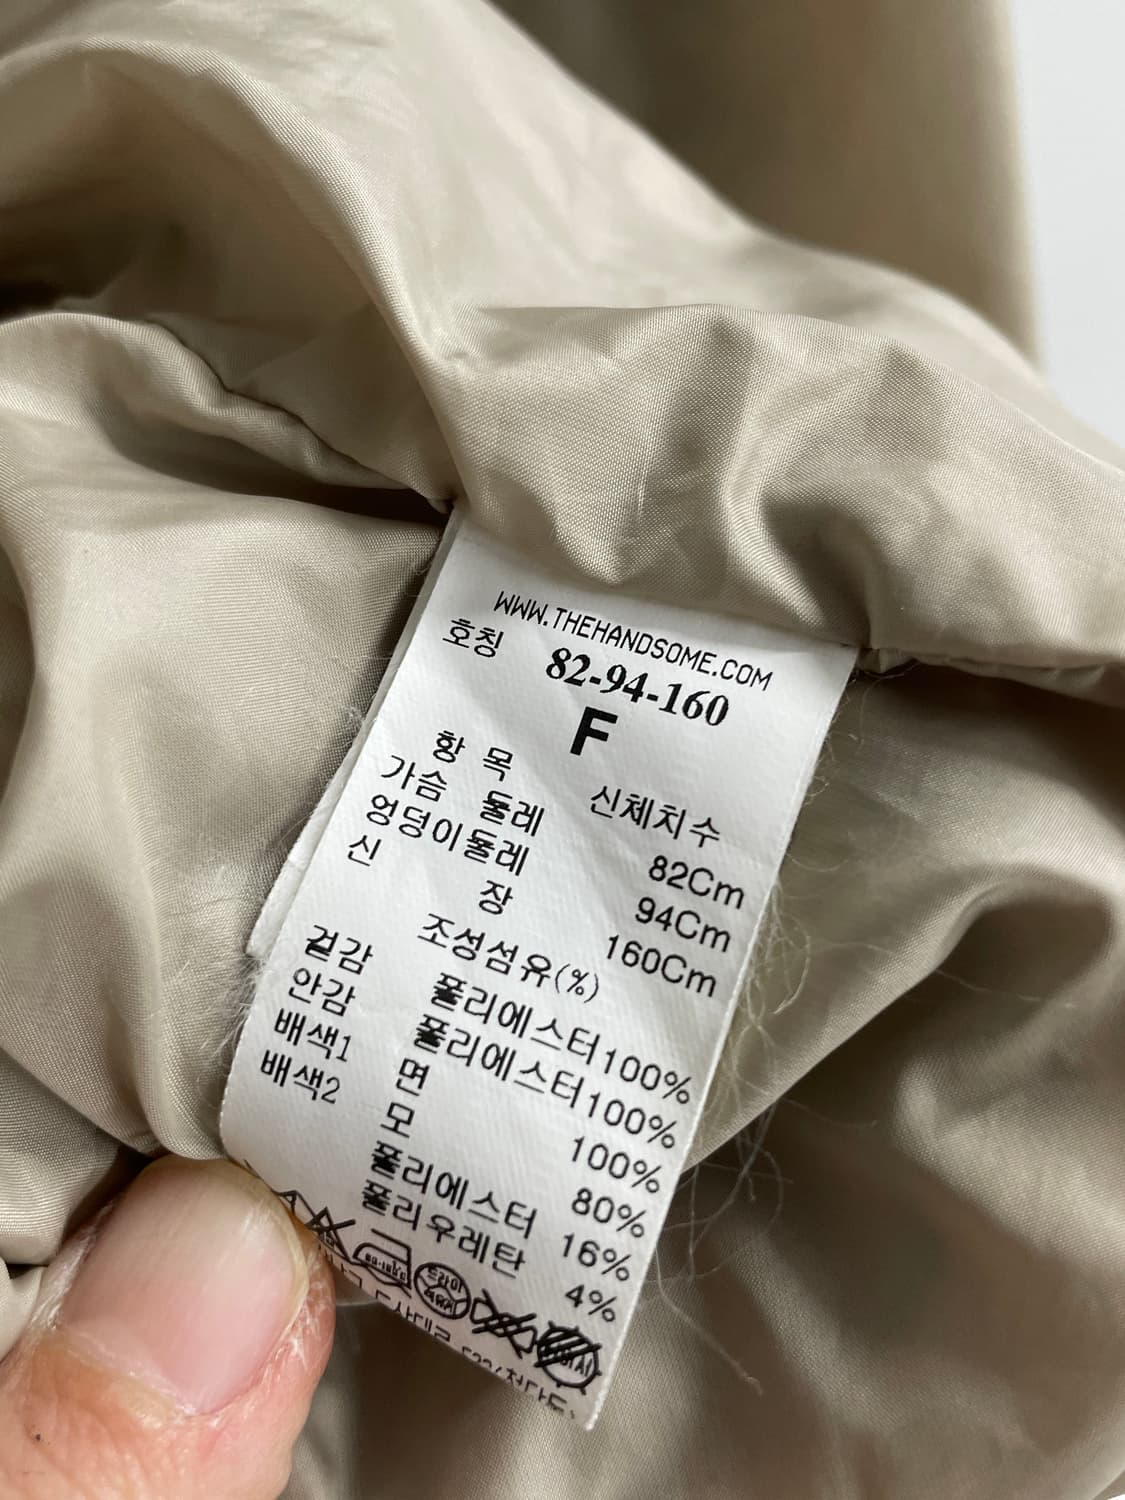 WWW.THEHANDSOME.COM
호칭 82-94-160
F
항 목 신체치수
가슴 둘레 82Cm
엉덩이둘레 94Cm
신 장 160Cm
조성섬유(%)
겉감 폴리에스터100%
안감 폴리에스터100%
배색1 면 100%
배색2 모 80%
폴리에스터 16%
폴리우레탄 4%
드라이